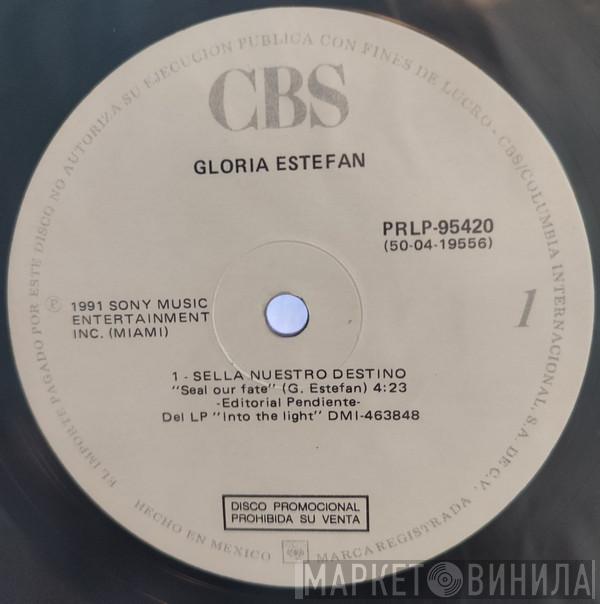 CBS
GLORIA ESTEFAN
PRLP-95420
(50-04-19556)
Ⓟ 1991 SONY MUSIC
ENTERTAINMENT
INC. (MIAMI)
1
1 - SELLA NUESTRO DESTINO
"Seal our fate" (G. Estefan) 4:23
-Editorial Pendiente-
Del LP "Into the light" DMI-463848
DISCO PROMOCIONAL
PROHIBIDA SU VENTA
EL IMPORTE PAGADO POR ESTE DISCO NO AUTORIZA SU EJECUCION PUBLICA CON FINES DE LUCRO - CBS/COLUMBIA INTERNACIONAL, S.A. DE C.V.
HECHO EN MEXICO
MARCA REGISTRADA
МАРКЕТ ВИНИЛА